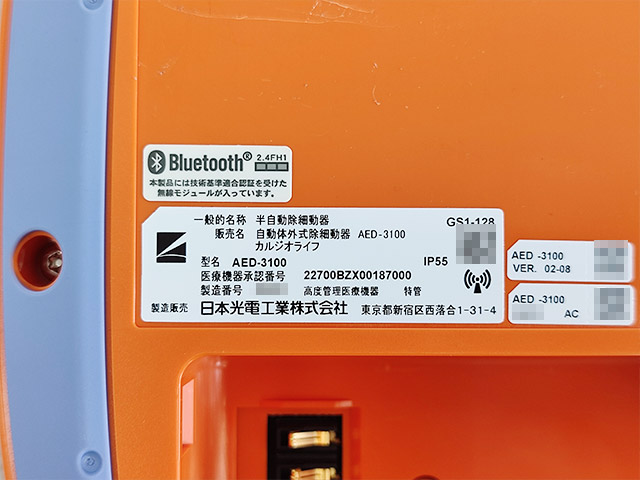 Bluetooth® 2.4FH1
本製品には技術基準適合認証を受けた
無線モジュールが入っています。
一般的名称 半自動除細動器 GS1-128
販売名 自動体外式除細動器 AED-3100
カルジオライフ
型名 AED-3100 IP55
医療機器承認番号 22700BZX00187000
製造番号 高度管理医療機器 特管
製造販売 日本光電工業株式会社 東京都新宿区西落合1-31-4
AED -3100
VER. 02-08
AED -3100
AC